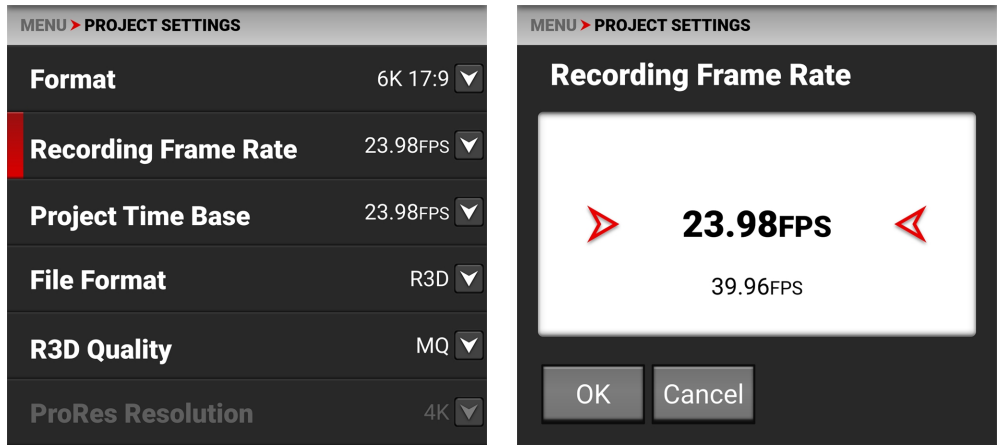 MENU PROJECT SETTINGS
Format 6K 17:9
Recording Frame Rate 23.98FPS
Project Time Base 23.98FPS
File Format R3D
R3D Quality MQ
ProRes Resolution 4K
MENU PROJECT SETTINGS
Recording Frame Rate
23.98FPS
39.96FPS
OK Cancel